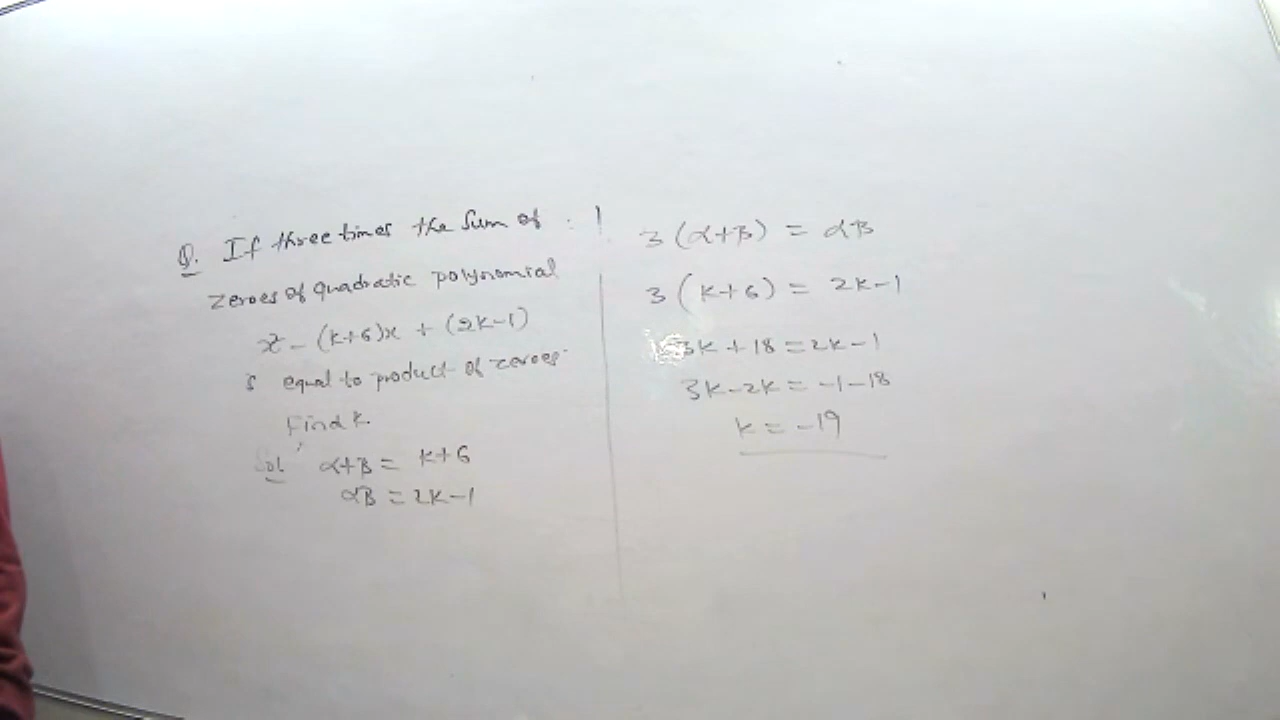 Q. If three times the Sum of :
zeroes of quadratic polynomial
x² - (k+6)x + (2k-1)
s equal to product of zeroes
Find k.
Sol α+β = k+6
αβ = 2k-1
3(α+β) = αβ
3(k+6) = 2k-1
3k+18=2k-1
3k-2k = -1-18
k = -19